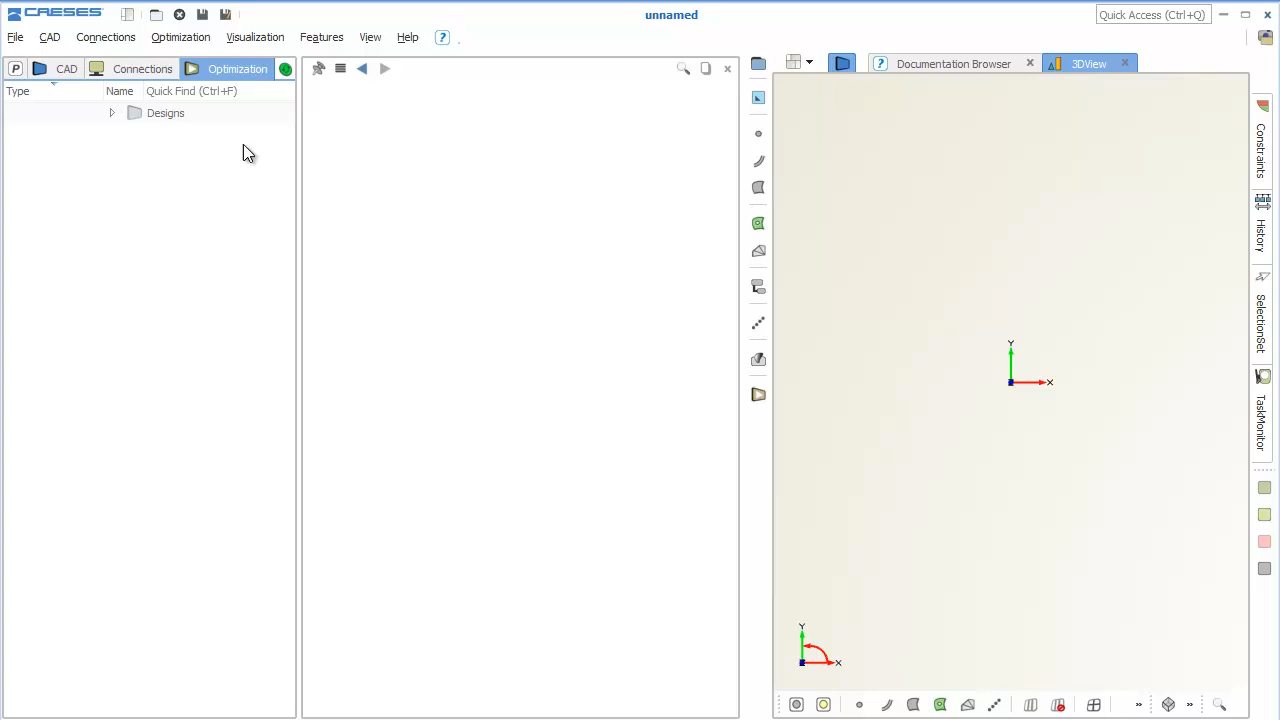 CAESES
unnamed
Quick Access (Ctrl+Q)
File CAD Connections Optimization Visualization Features View Help ?
P CAD Connections Optimization
? Documentation Browser 3DView
Type Name Quick Find (Ctrl+F)
Designs
Constraints
History
SelectionSet
TaskMonitor
Y
X
Y
X
» »